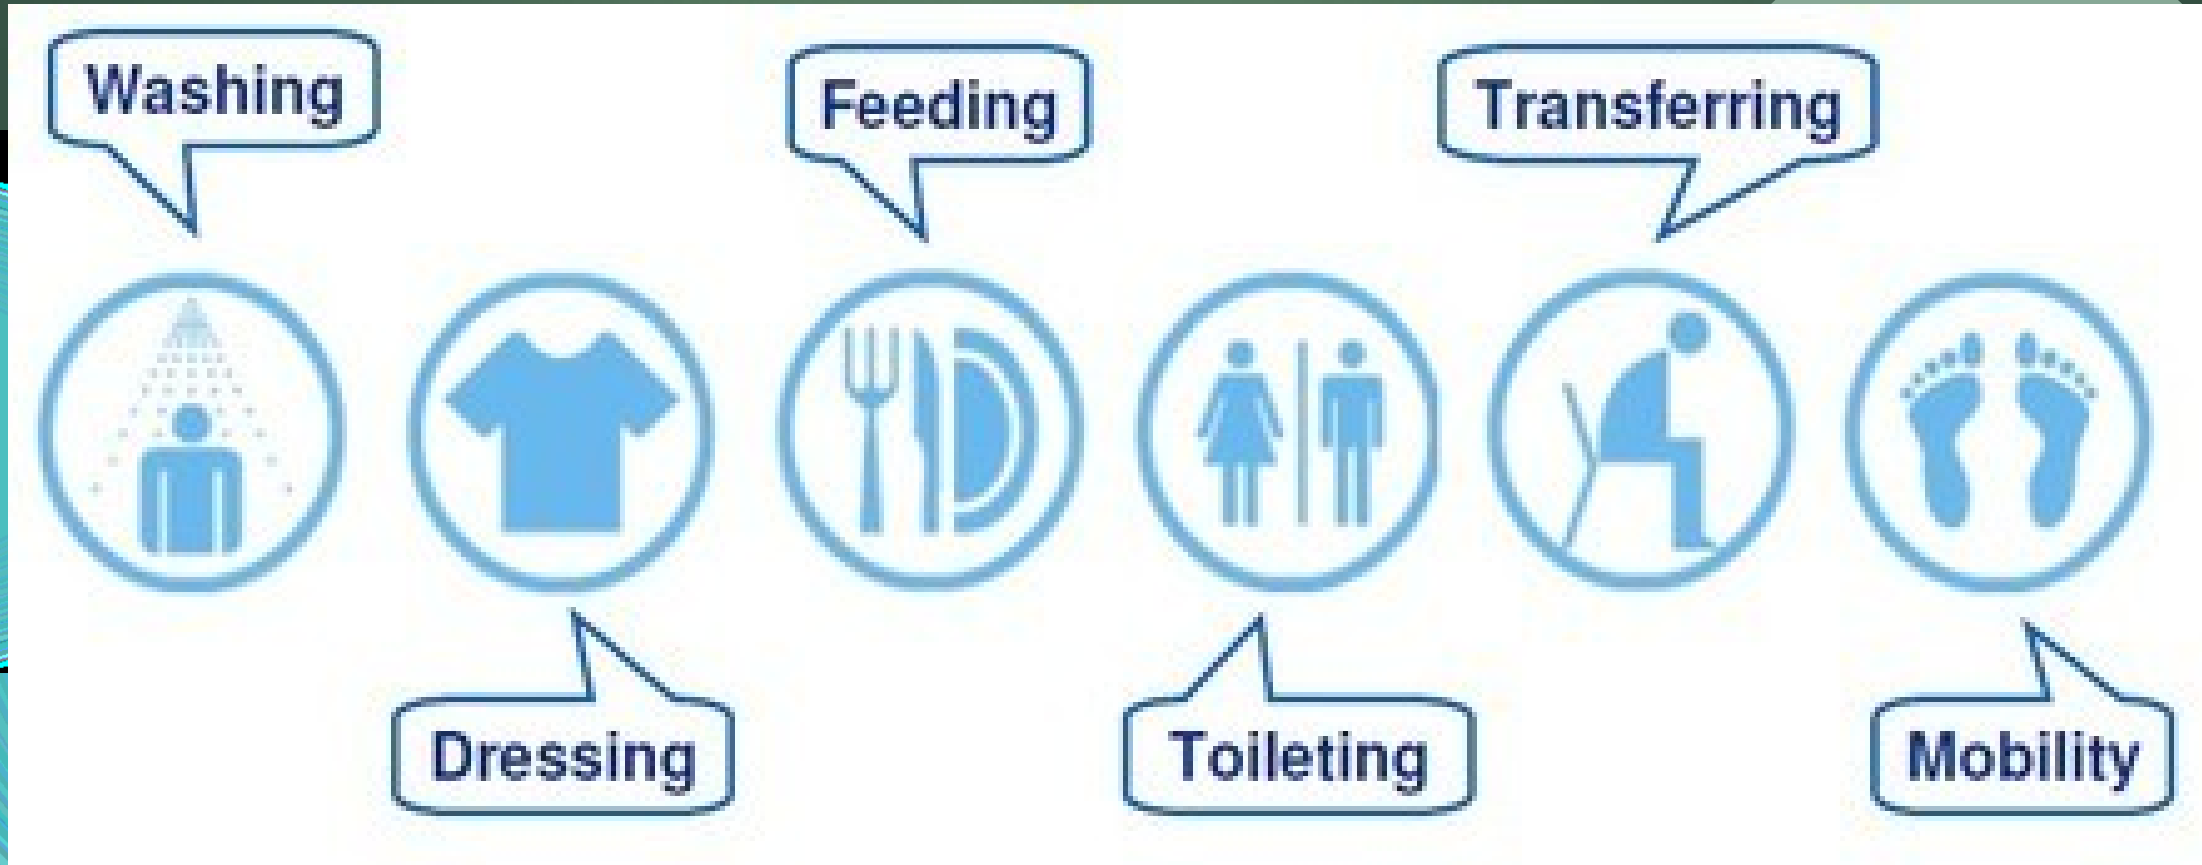 Washing
Feeding
Transferring
Dressing
Toileting
Mobility